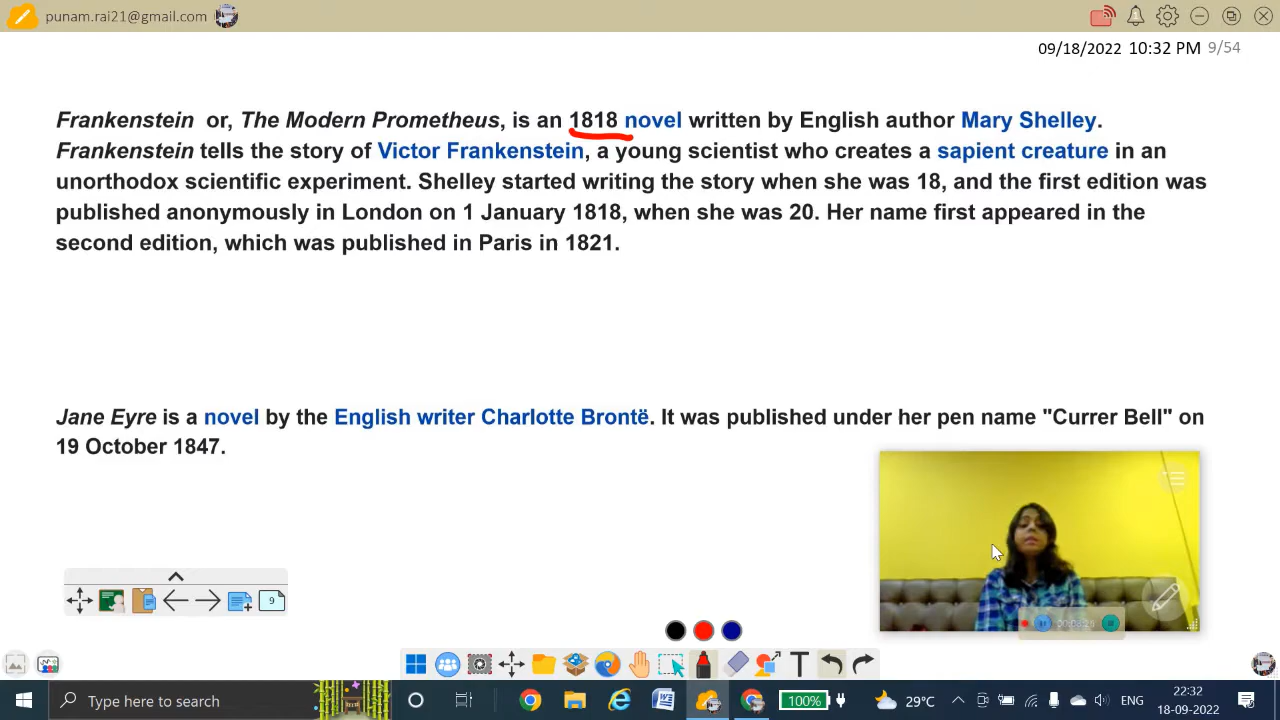 punam.rai21@gmail.com
09/18/2022 10:32 PM 9/54
Frankenstein or, The Modern Prometheus, is an 1818 novel written by English author Mary Shelley.
Frankenstein tells the story of Victor Frankenstein, a young scientist who creates a sapient creature in an
unorthodox scientific experiment. Shelley started writing the story when she was 18, and the first edition was
published anonymously in London on 1 January 1818, when she was 20. Her name first appeared in the
second edition, which was published in Paris in 1821.
Jane Eyre is a novel by the English writer Charlotte Brontë. It was published under her pen name "Currer Bell" on
19 October 1847.
9
T
Type here to search
100%
29°C
ENG
22:32
18-09-2022